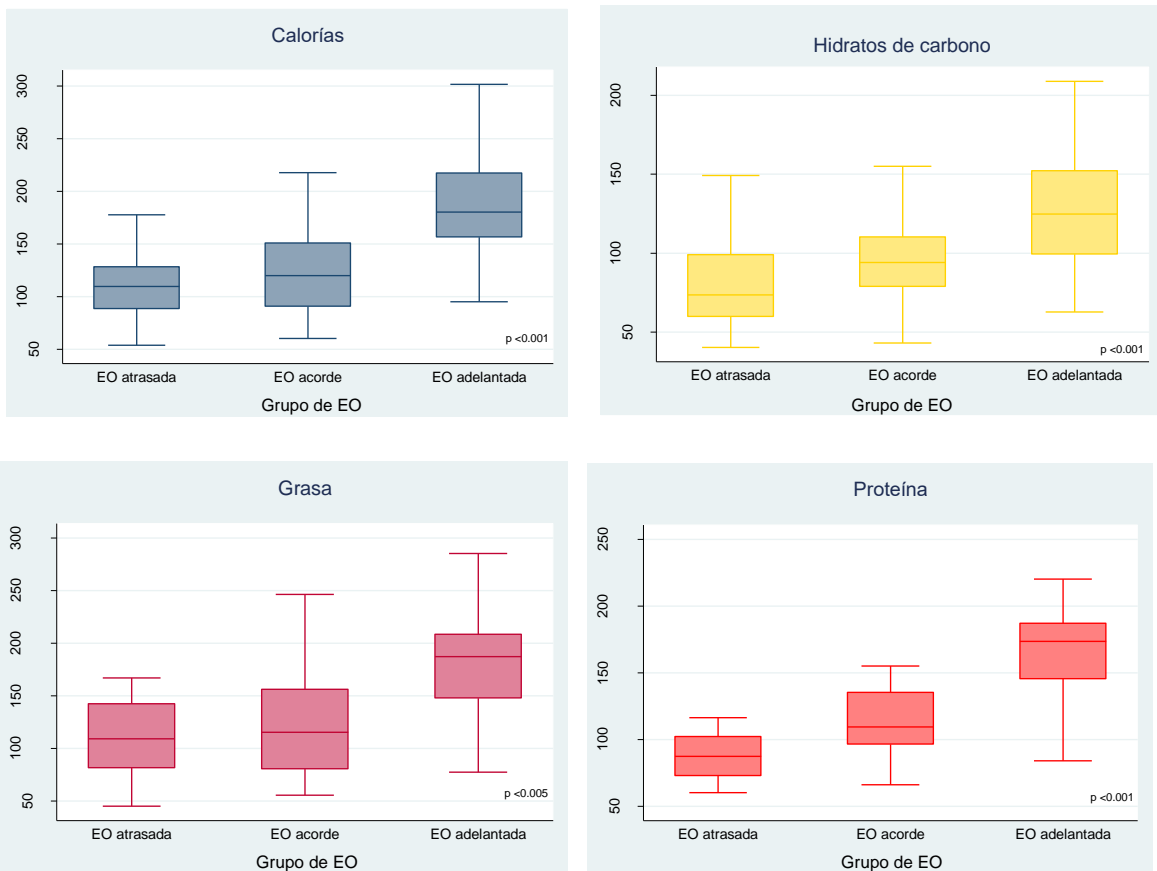 Calorías
300
250
200
150
100
50
p <0.001
EO atrasada EO acorde EO adelantada
Grupo de EO
Hidratos de carbono
200
150
100
50
p <0.001
EO atrasada EO acorde EO adelantada
Grupo de EO
Grasa
300
250
200
150
100
50
p <0.005
EO atrasada EO acorde EO adelantada
Grupo de EO
Proteína
250
200
150
100
50
p <0.001
EO atrasada EO acorde EO adelantada
Grupo de EO